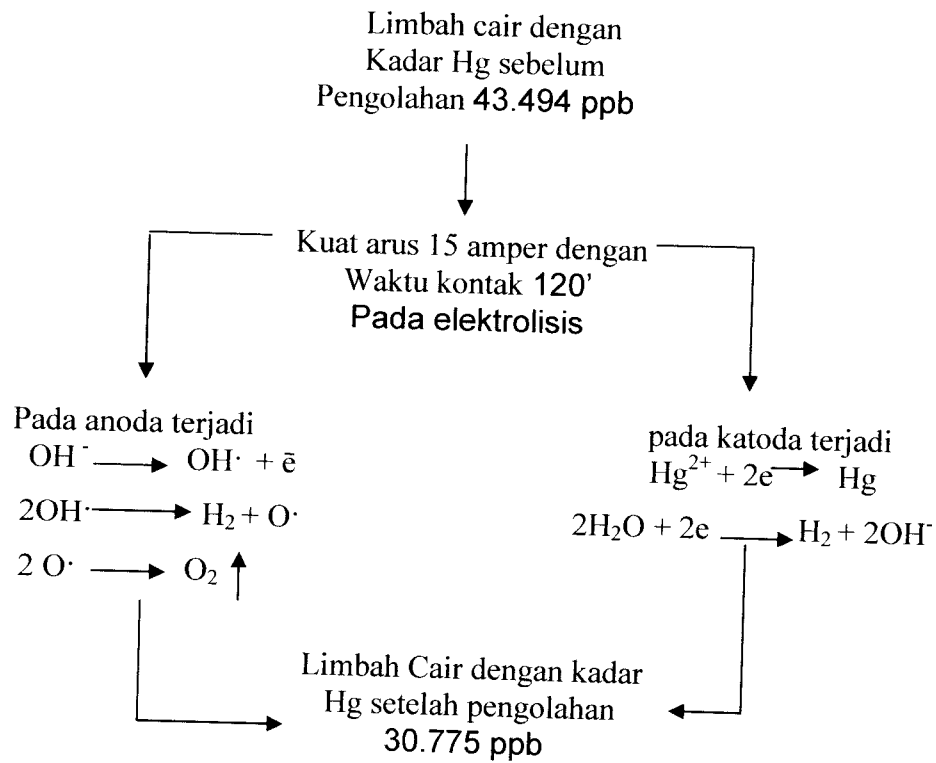 Limbah cair dengan
Kadar Hg sebelum
Pengolahan 43.494 ppb
Kuat arus 15 amper dengan
Waktu kontak 120'
Pada elektrolisis
Pada anoda terjadi
OH⁻ → OH· + ē
2OH· → H₂ + O·
2 O· → O₂ ↑
pada katoda terjadi
Hg²⁺ + 2e → Hg
2H₂O + 2e → H₂ + 2OH⁻
Limbah Cair dengan kadar
Hg setelah pengolahan
30.775 ppb